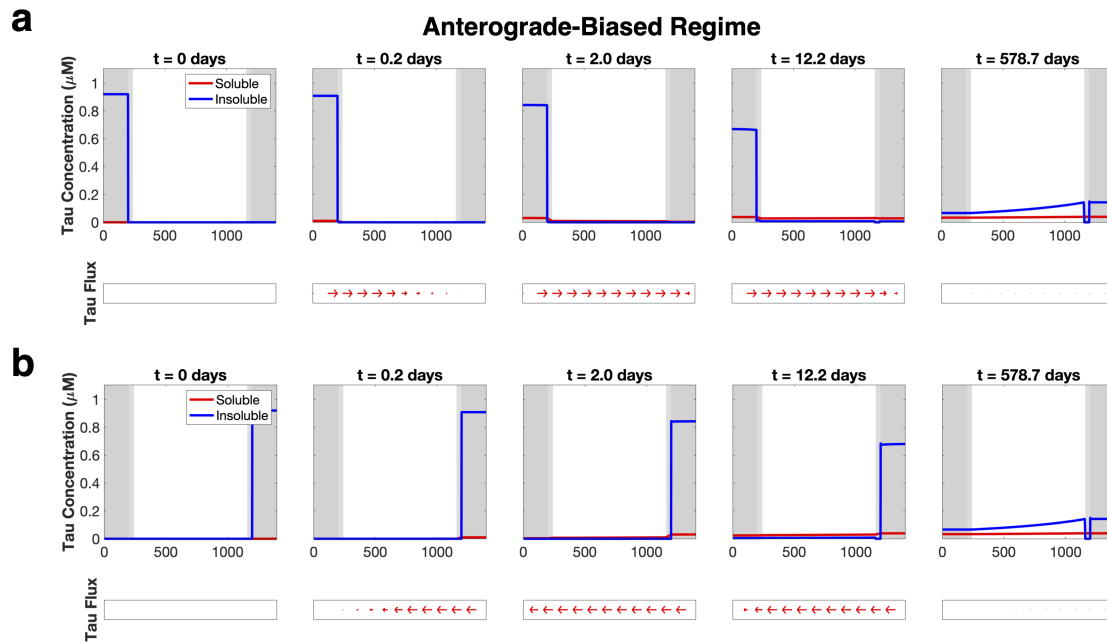 a
Anterograde-Biased Regime
t = 0 days
t = 0.2 days
t = 2.0 days
t = 12.2 days
t = 578.7 days
Tau Concentration (μM)
1
0.8
0.6
0.4
0.2
0
Soluble
Insoluble
0 500 1000
0 500 1000
0 500 1000
0 500 1000
0 500 1000
Tau Flux
b
t = 0 days
t = 0.2 days
t = 2.0 days
t = 12.2 days
t = 578.7 days
Tau Concentration (μM)
1
0.8
0.6
0.4
0.2
0
Soluble
Insoluble
0 500 1000
0 500 1000
0 500 1000
0 500 1000
0 500 1000
Tau Flux